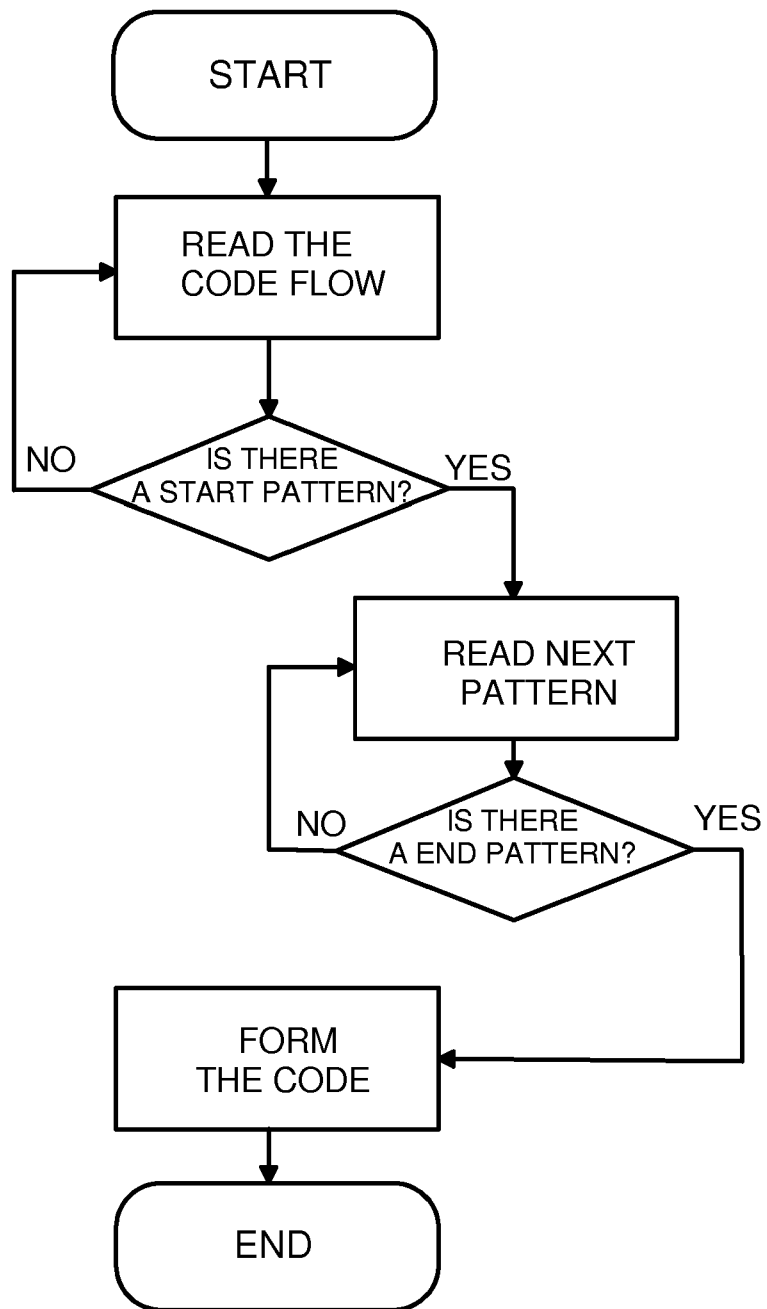 START
READ THE
CODE FLOW
NO
IS THERE
A START PATTERN?
YES
READ NEXT
PATTERN
NO
IS THERE
A END PATTERN?
YES
FORM
THE CODE
END